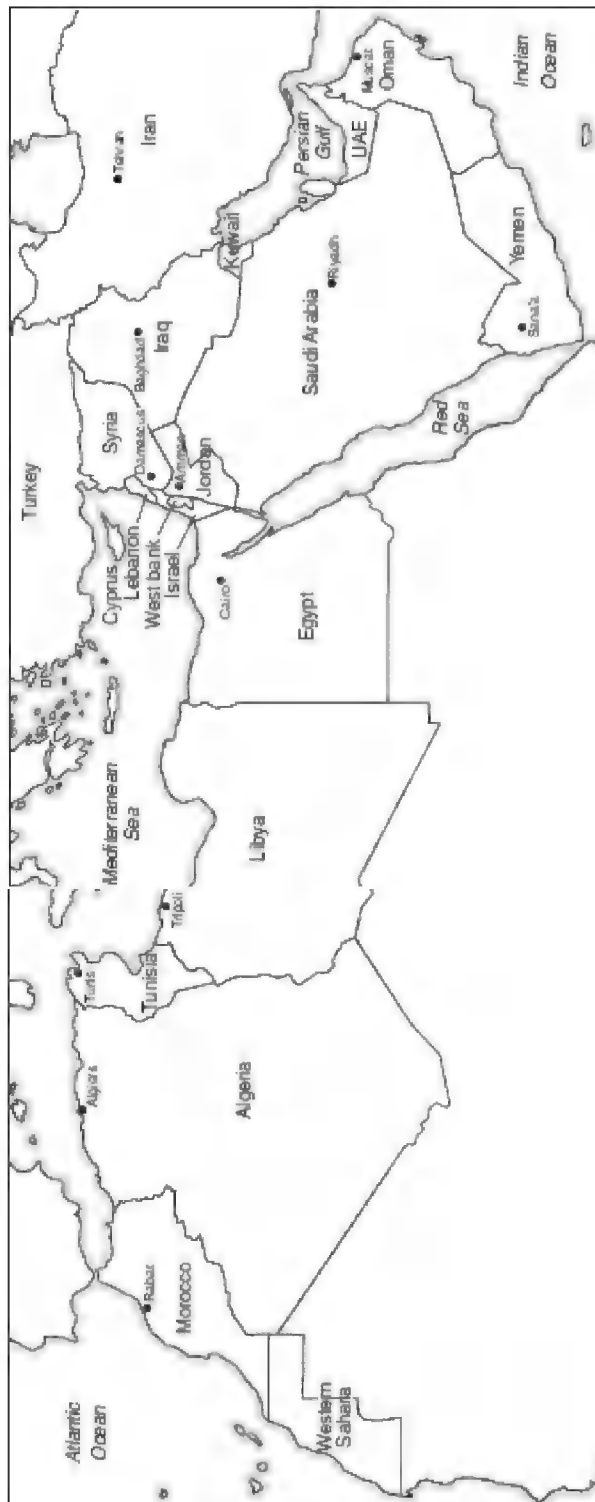 Atlantic
Ocean
Rabat
Morocco
Western
Sahara
Algiers
Algeria
Tunis
Tunisia
Tripoli
Libya
Mediterranean
Sea
Turkey
Cyprus
Lebanon
West bank
Israel
Cairo
Egypt
Syria
Damascus
Amman
Jordan
Baghdad
Iraq
Iran
Kuwait
Persian
Gulf
UAE
Riyadh
Saudi Arabia
Red
Sea
Sana'a
Yemen
Muscat
Oman
Indian
Ocean